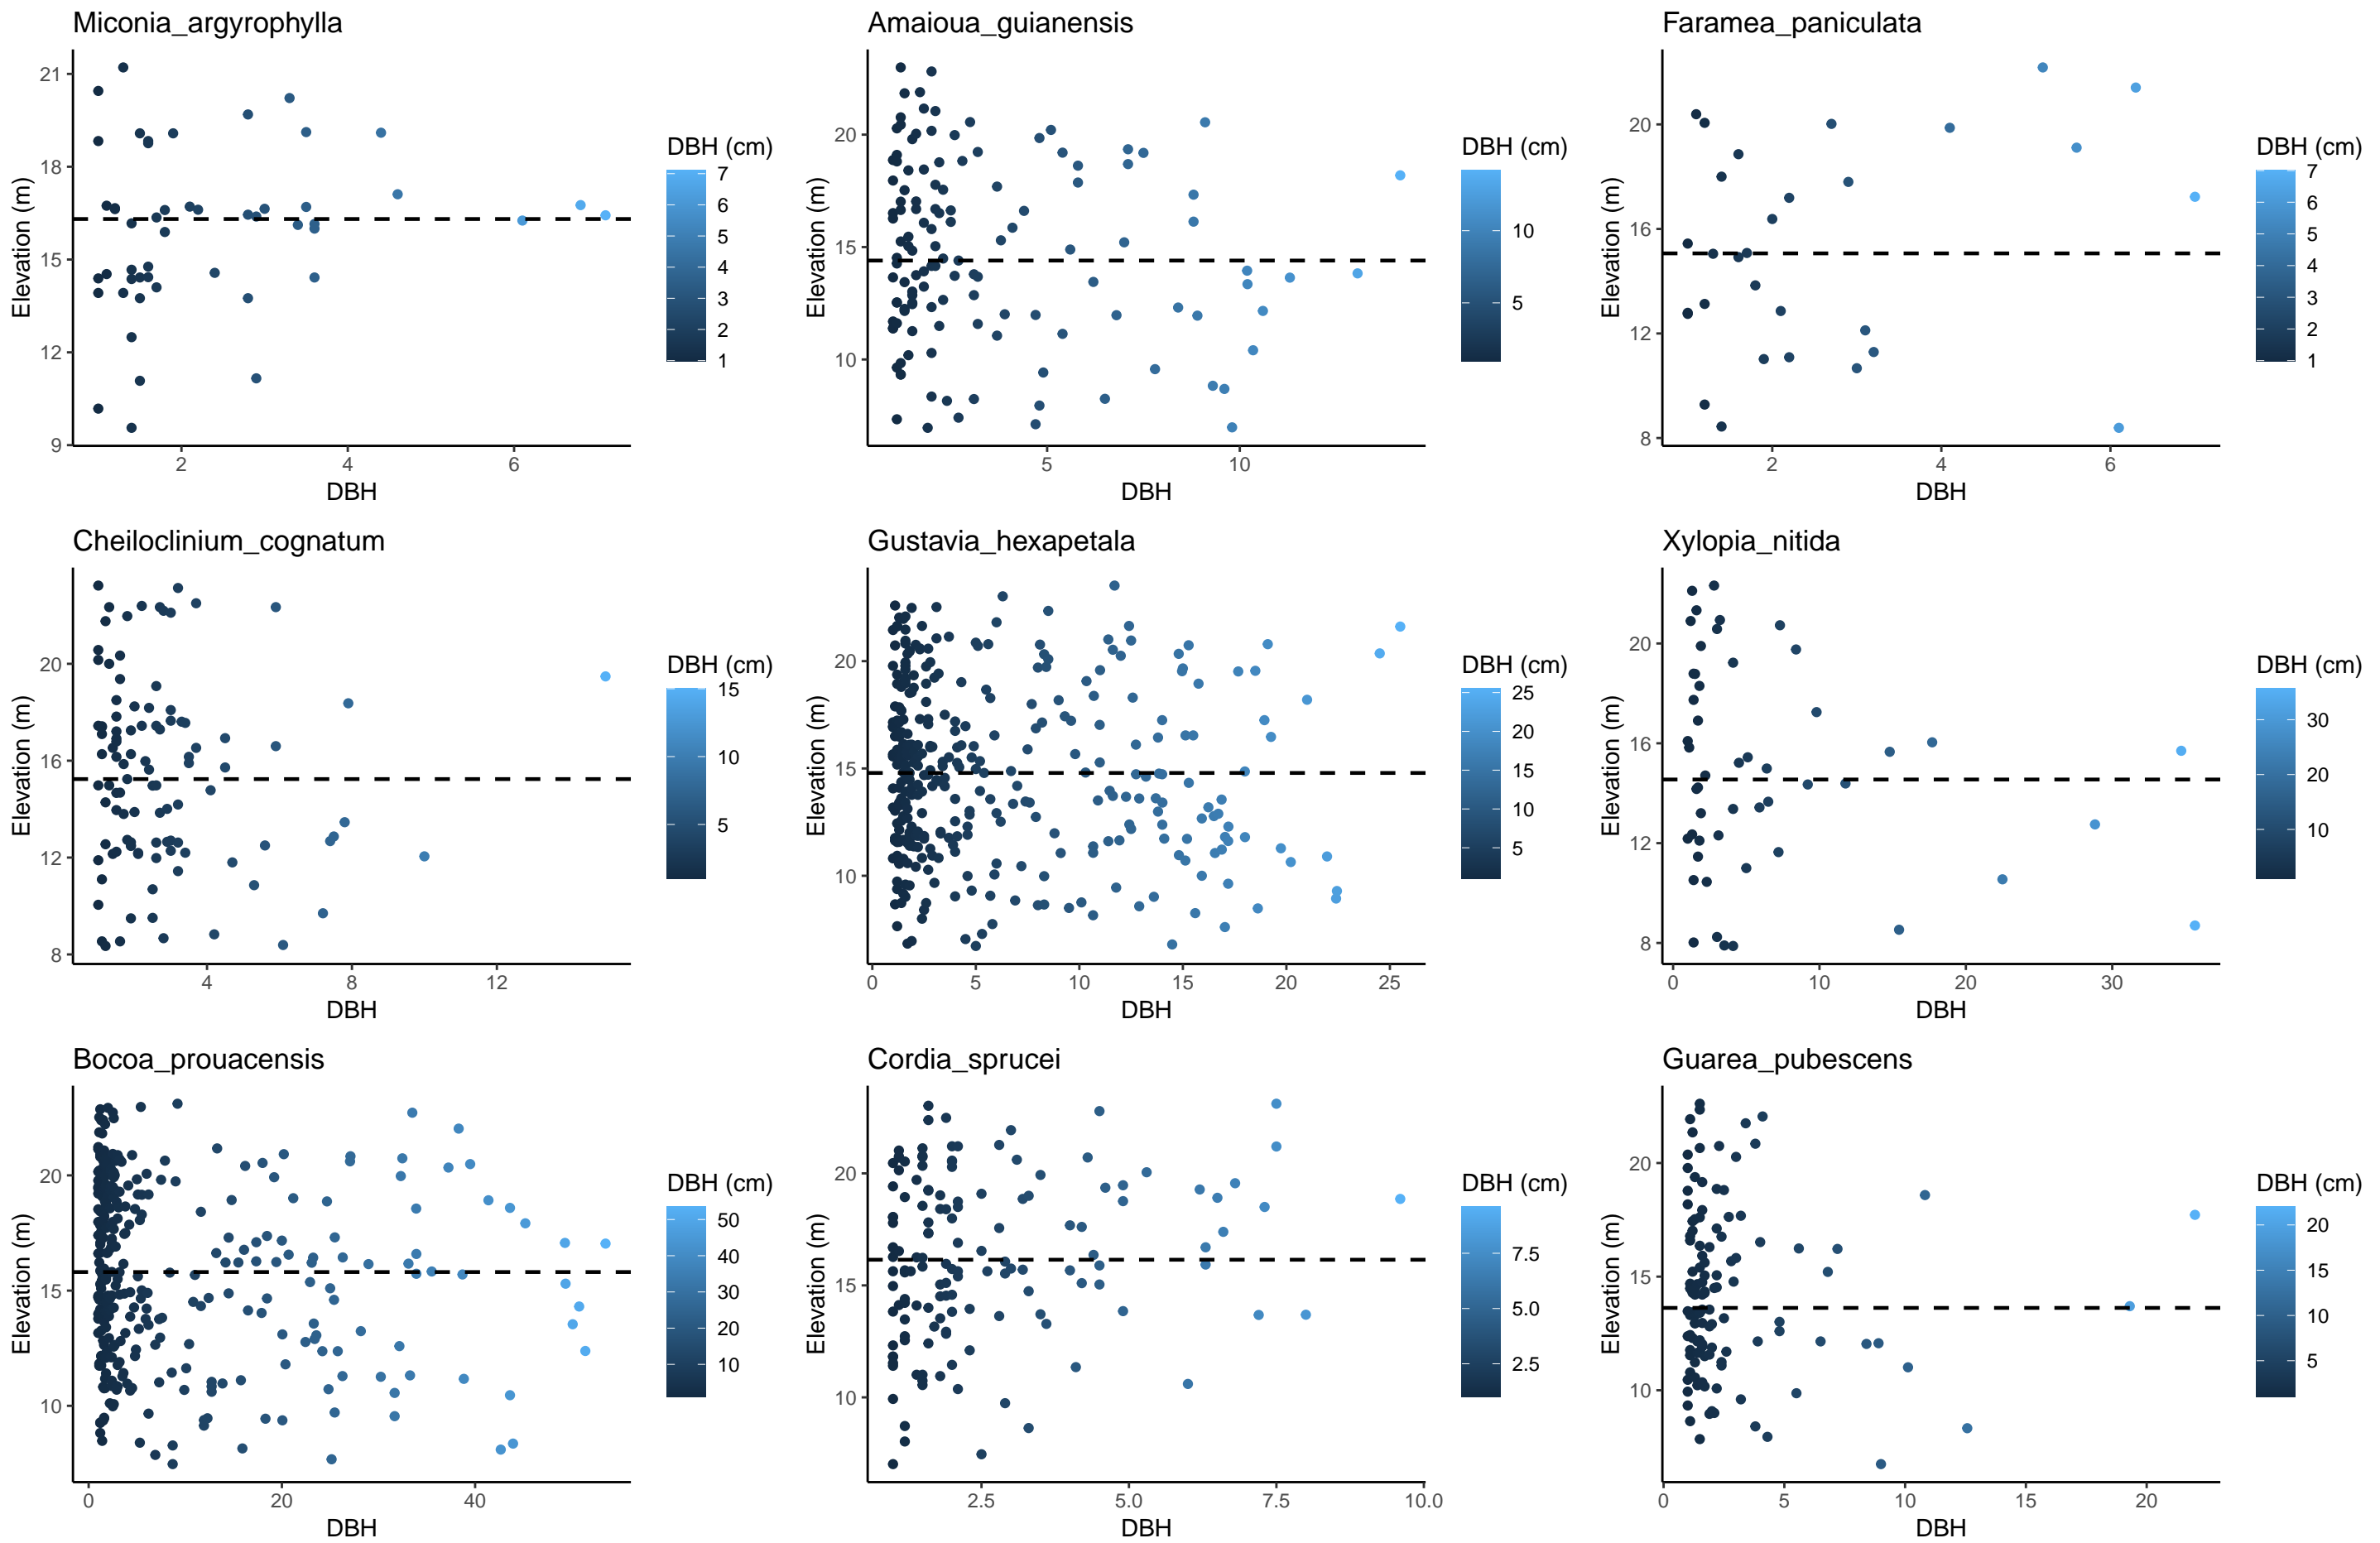 Miconia_argyrophylla
Elevation (m)
21
18
15
12
9
2 4 6
DBH
DBH (cm)
7
6
5
4
3
2
1
Amaioua_guianensis
Elevation (m)
20
15
10
5 10
DBH
DBH (cm)
10
5
Faramea_paniculata
Elevation (m)
20
16
12
8
2 4 6
DBH
DBH (cm)
7
6
5
4
3
2
1
Cheiloclinium_cognatum
Elevation (m)
20
16
12
8
4 8 12
DBH
DBH (cm)
15
10
5
Gustavia_hexapetala
Elevation (m)
20
15
10
0 5 10 15 20 25
DBH
DBH (cm)
25
20
15
10
5
Xylopia_nitida
Elevation (m)
20
16
12
8
0 10 20 30
DBH
DBH (cm)
30
20
10
Bocoa_prouacensis
Elevation (m)
20
15
10
0 20 40
DBH
DBH (cm)
50
40
30
20
10
Cordia_sprucei
Elevation (m)
20
15
10
2.5 5.0 7.5 10.0
DBH
DBH (cm)
7.5
5.0
2.5
Guarea_pubescens
Elevation (m)
20
15
10
0 5 10 15 20
DBH
DBH (cm)
20
15
10
5